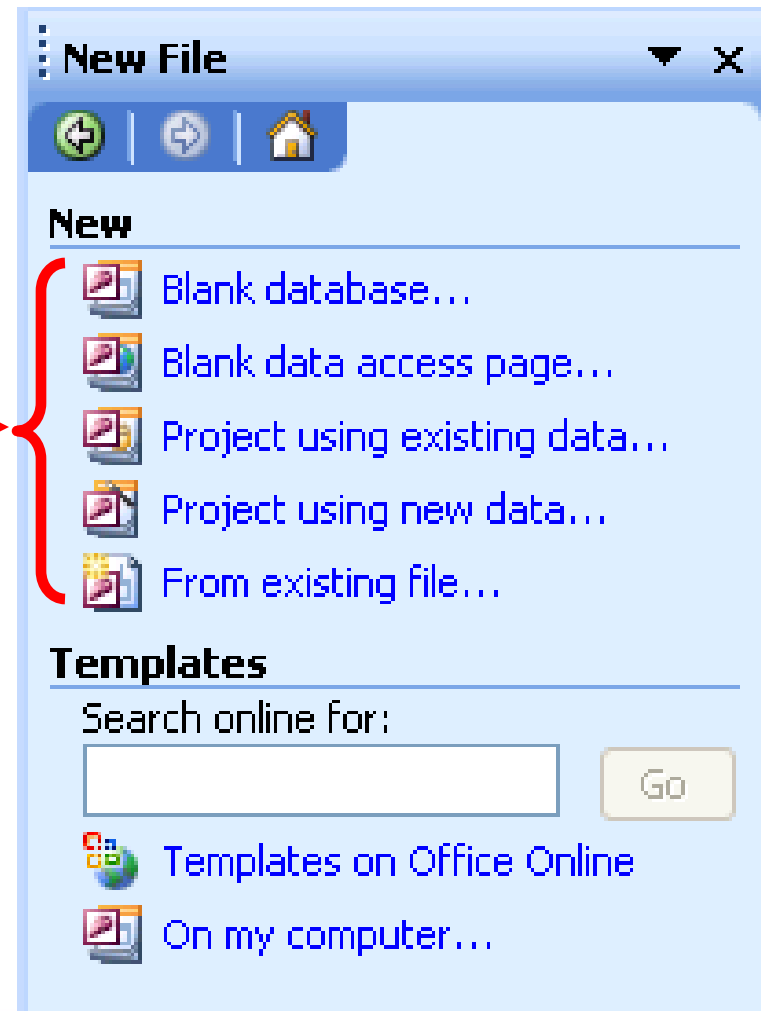 New File
New
Blank database...
Blank data access page...
Project using existing data...
Project using new data...
From existing file...
Templates
Search online for:
Go
Templates on Office Online
On my computer...